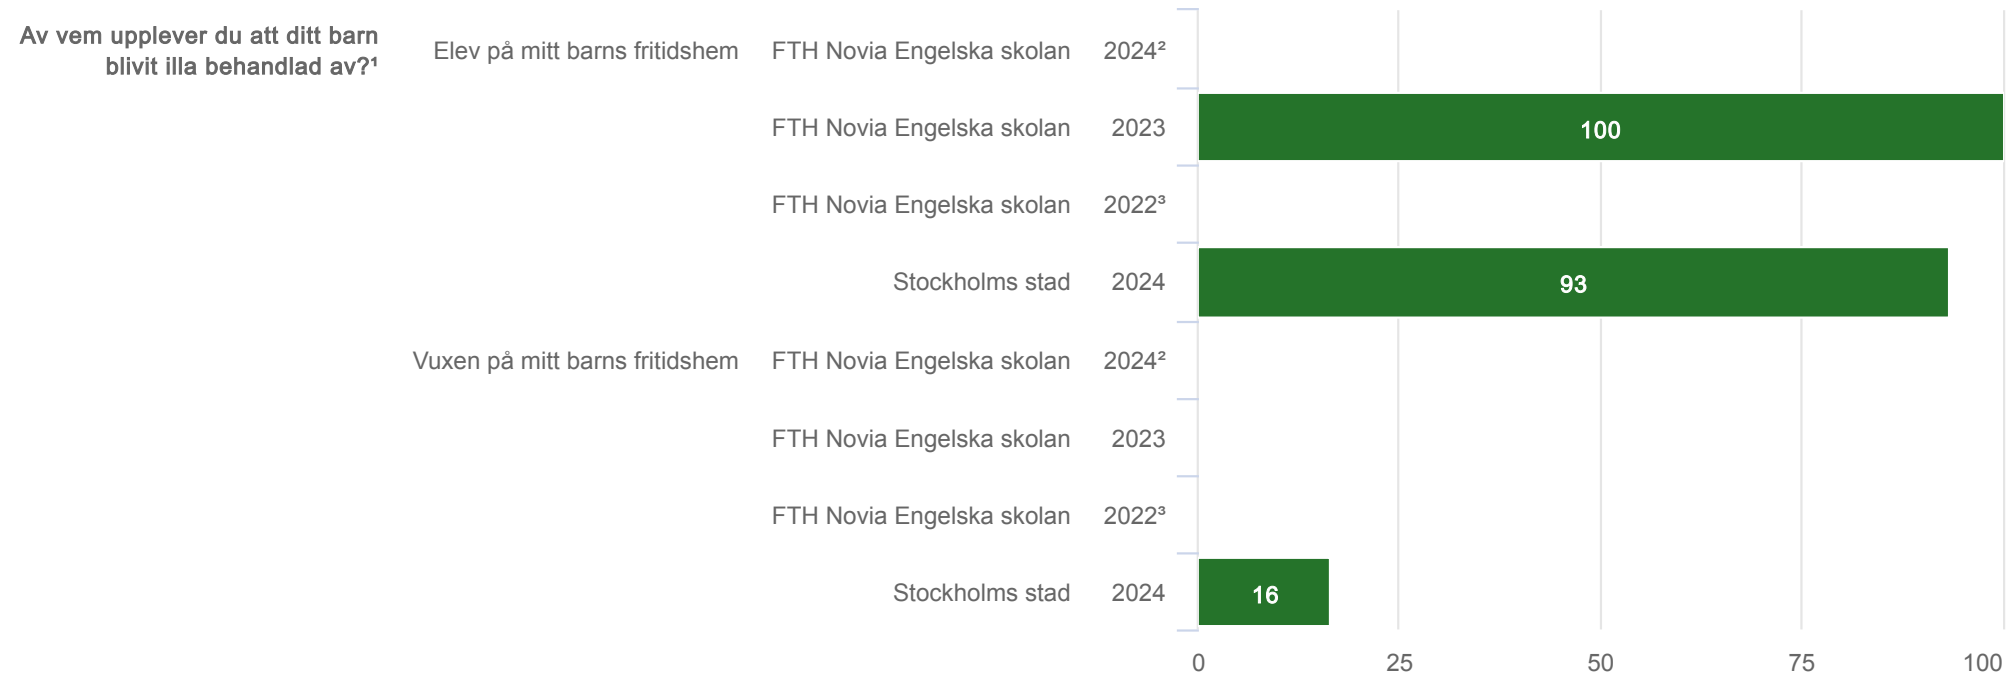 Av vem upplever du att ditt barn
blivit illa behandlad av?¹
Elev på mitt barns fritidshem FTH Novia Engelska skolan 2024²
FTH Novia Engelska skolan 2023 100
FTH Novia Engelska skolan 2022³
Stockholms stad 2024 93
Vuxen på mitt barns fritidshem FTH Novia Engelska skolan 2024²
FTH Novia Engelska skolan 2023
FTH Novia Engelska skolan 2022³
Stockholms stad 2024 16
0 25 50 75 100